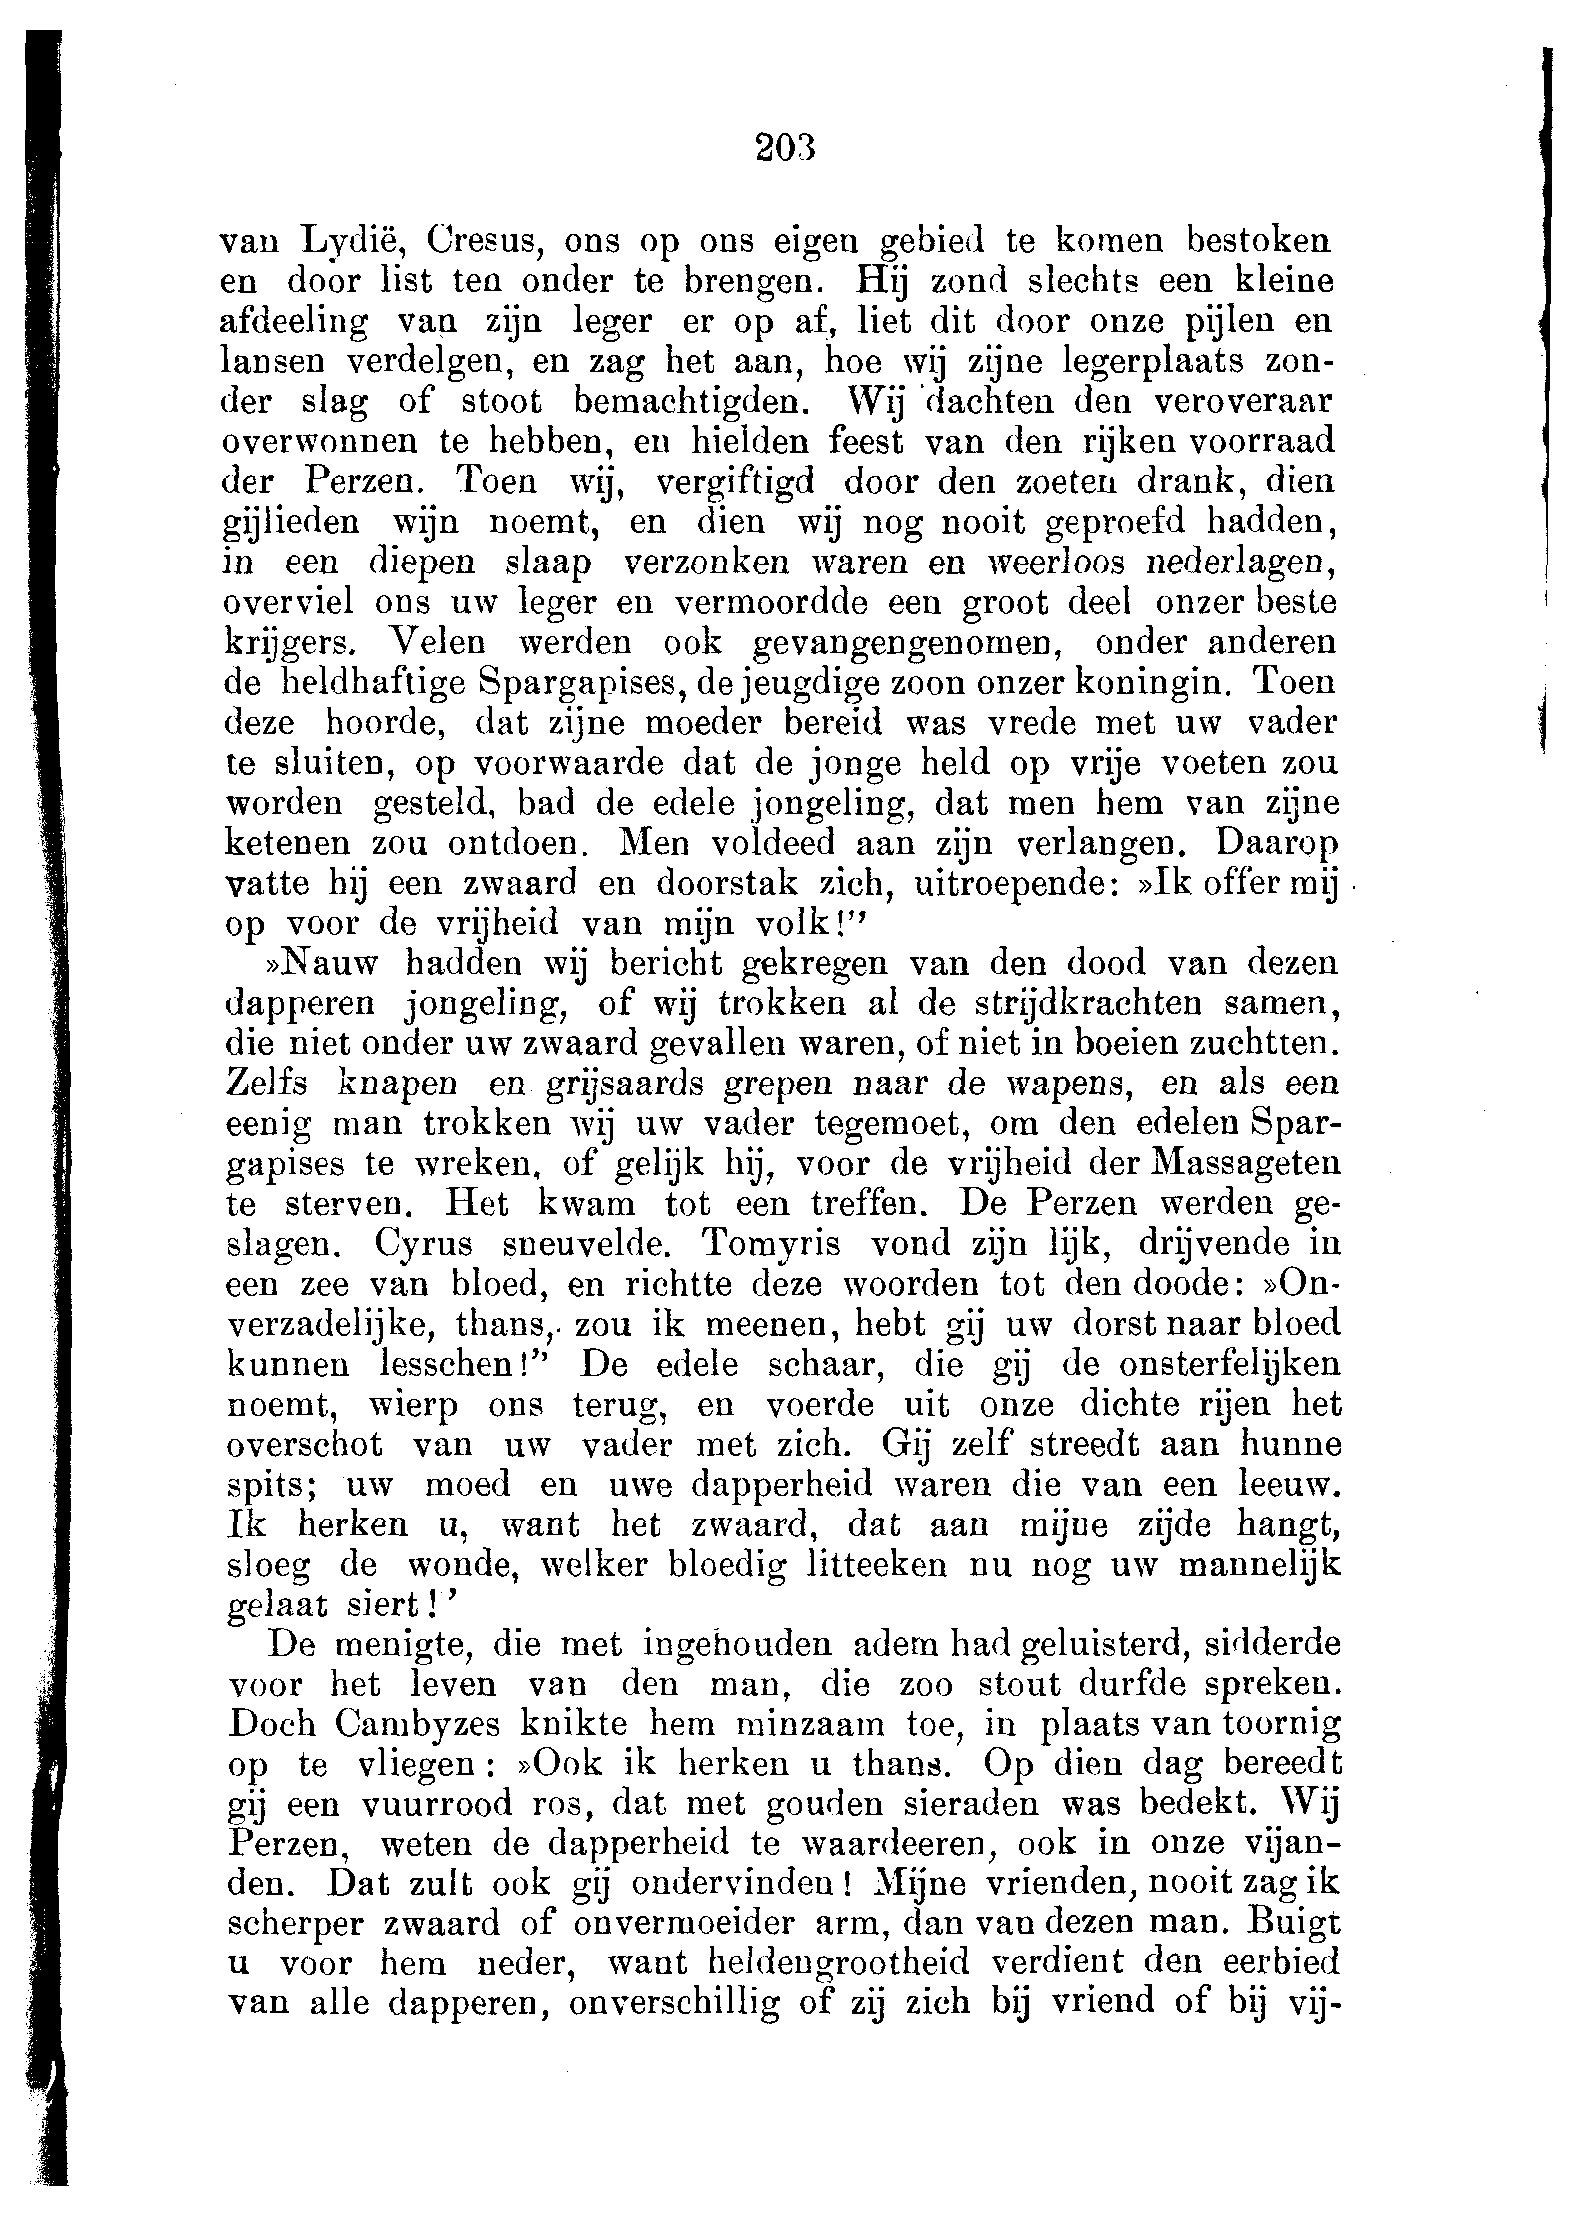 203
van Lydië, Cresus, ons op ons eigen gebied te komen bestoken
en door list ten onder te brengen. Hij zond slechts een kleine
afdeeling van zijn leger er op af, liet dit door onze pijlen en
lansen verdelgen, en zag het aan, hoe wij zijne legerplaats zon-
der slag of stoot bemachtigden. Wij dachten den veroveraar
overwonnen te hebben, en hielden feest van den rijken voorraad
der Perzen. Toen wij, vergiftigd door den zoeten drank, dien
gijlieden wijn noemt, en dien wij nog nooit geproefd hadden,
in een diepen slaap verzonken waren en weerloos nederlagen,
overviel ons uw leger en vermoordde een groot deel onzer beste
krijgers. Velen werden ook gevangengenomen, onder anderen
de heldhaftige Spargapises, de jeugdige zoon onzer koningin. Toen
deze hoorde, dat zijne moeder bereid was vrede met uw vader
te sluiten, op voorwaarde dat de jonge held op vrije voeten zou
worden gesteld, bad de edele jongeling, dat men hem van zijne
ketenen zou ontdoen. Men voldeed aan zijn verlangen. Daarop
vatte hij een zwaard en doorstak zich, uitroepende: »Ik offer mij
op voor de vrijheid van mijn volk!"
»Nauw hadden wij bericht gekregen van den dood van dezen
dapperen jongeling, of wij trokken al de strijdkrachten samen,
die niet onder uw zwaard gevallen waren, of niet in boeien zuchtten.
Zelfs knapen en grijsaards grepen naar de wapens, en als een
eenig man trokken wij uw vader tegemoet, om den edelen Spar-
gapises te wreken, of gelijk hij, voor de vrijheid der Massageten
te sterven. Het kwam tot een treffen. De Perzen werden ge-
slagen. Cyrus sneuvelde. Tomyris vond zijn lijk, drijvende in
een zee van bloed, en richtte deze woorden tot den doode: »On-
verzadelijke, thans, zou ik meenen, hebt gij uw dorst naar bloed
kunnen lesschen!" De edele schaar, die gij de onsterfelijken
noemt, wierp ons terug, en voerde uit onze dichte rijen het
overschot van uw vader met zich. Gij zelf streedt aan hunne
spits; uw moed en uwe dapperheid waren die van een leeuw.
Ik herken u, want het zwaard, dat aan mijne zijde hangt,
sloeg de wonde, welker bloedig litteeken nu nog uw mannelijk
gelaat siert!'
De menigte, die met ingehouden adem had geluisterd, sidderde
voor het leven van den man, die zoo stout durfde spreken.
Doch Cambyzes knikte hem minzaam toe, in plaats van toornig
op te vliegen: »Ook ik herken u thans. Op dien dag bereedt
gij een vuurrood ros, dat met gouden sieraden was bedekt. Wij
Perzen, weten de dapperheid te waardeeren, ook in onze vijan-
den. Dat zult ook gij ondervinden! Mijne vrienden, nooit zag ik
scherper zwaard of onvermoeider arm, dan van dezen man. Buigt
u voor hem neder, want heldengrootheid verdient den eerbied
van alle dapperen, onverschillig of zij zich bij vriend of bij vij-